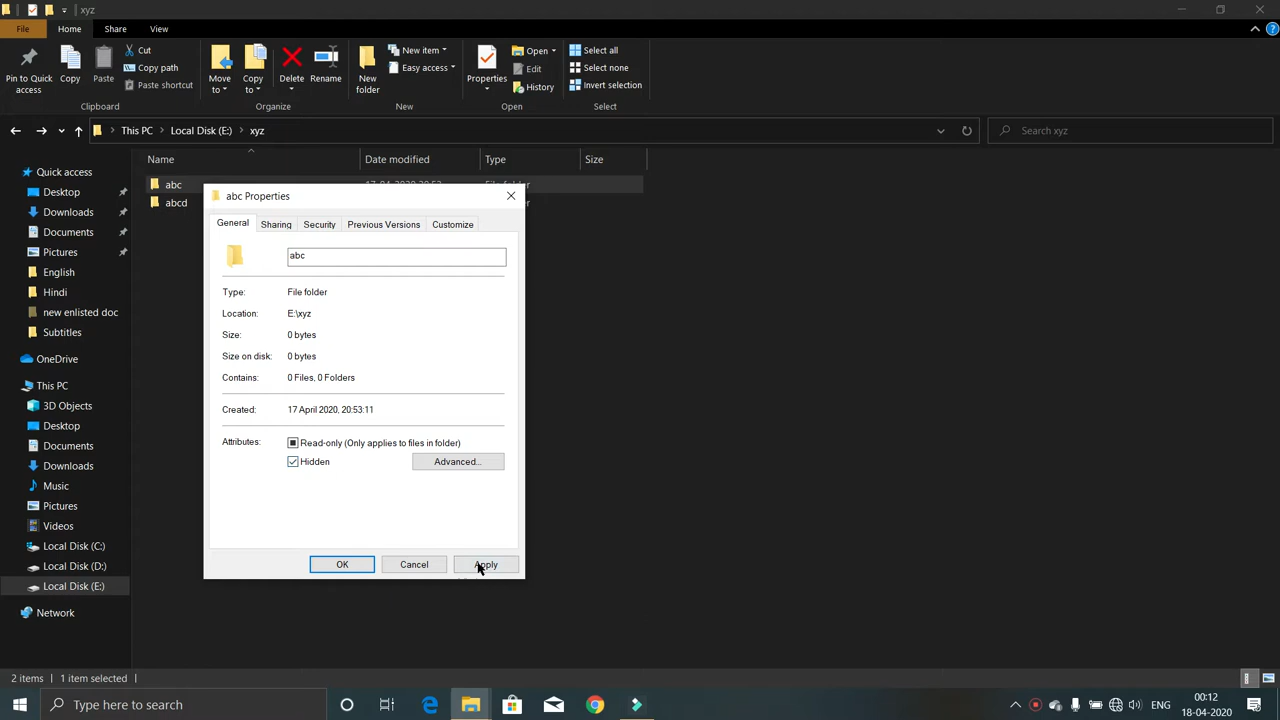 xyz
File Home Share View
Pin to Quick access
Copy
Paste
Cut
Copy path
Paste shortcut
Move to
Copy to
Delete
Rename
New folder
New item
Easy access
Properties
Open
Edit
History
Select all
Select none
Invert selection
Clipboard Organize New Open Select
This PC > Local Disk (E:) > xyz
Search xyz
Name Date modified Type Size
abc
abcd
Quick access
Desktop
Downloads
Documents
Pictures
English
Hindi
new enlisted doc
Subtitles
OneDrive
This PC
3D Objects
Desktop
Documents
Downloads
Music
Pictures
Videos
Local Disk (C:)
Local Disk (D:)
Local Disk (E:)
Network
abc Properties
General Sharing Security Previous Versions Customize
abc
Type: File folder
Location: E:\xyz
Size: 0 bytes
Size on disk: 0 bytes
Contains: 0 Files, 0 Folders
Created: 17 April 2020, 20:53:11
Attributes: Read-only (Only applies to files in folder)
Hidden Advanced...
OK Cancel Apply
2 items 1 item selected
Type here to search
ENG
00:12
18-04-2020